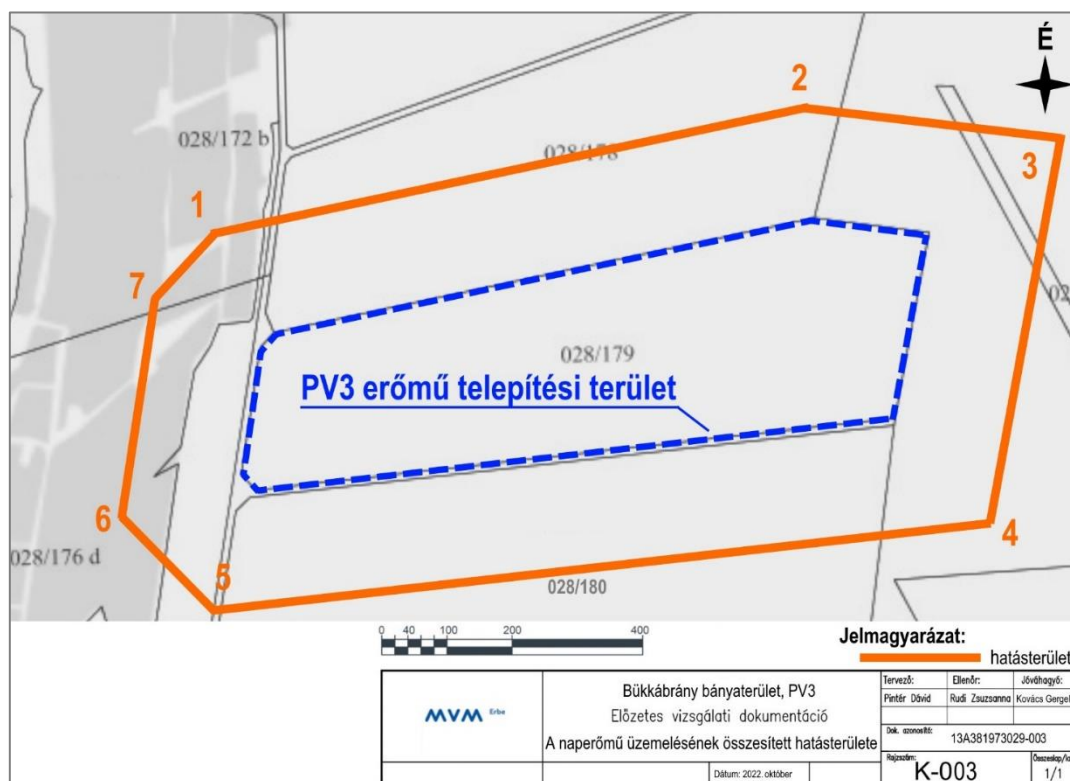 É
2
028/172 b
028/178
3
1
7
028/179
PV3 erőmű telepítési terület
6
4
028/176 d
5
028/180
0 40 100 200 400
Jelmagyarázat:
hatásterület
Bükkábrány bányaterület, PV3
Előzetes vizsgálati dokumentáció
A naperőmű üzemelésének összesített hatásterülete
Dátum: 2022. október
MVM Erbe
Tervező: Ellenőr: Jóváhagyó:
Pintér Dávid Rudi Zsuzsanna Kovács Gergel
Dok. azonosító:
13A381973029-003
Rajzszám:
K-003
1/1